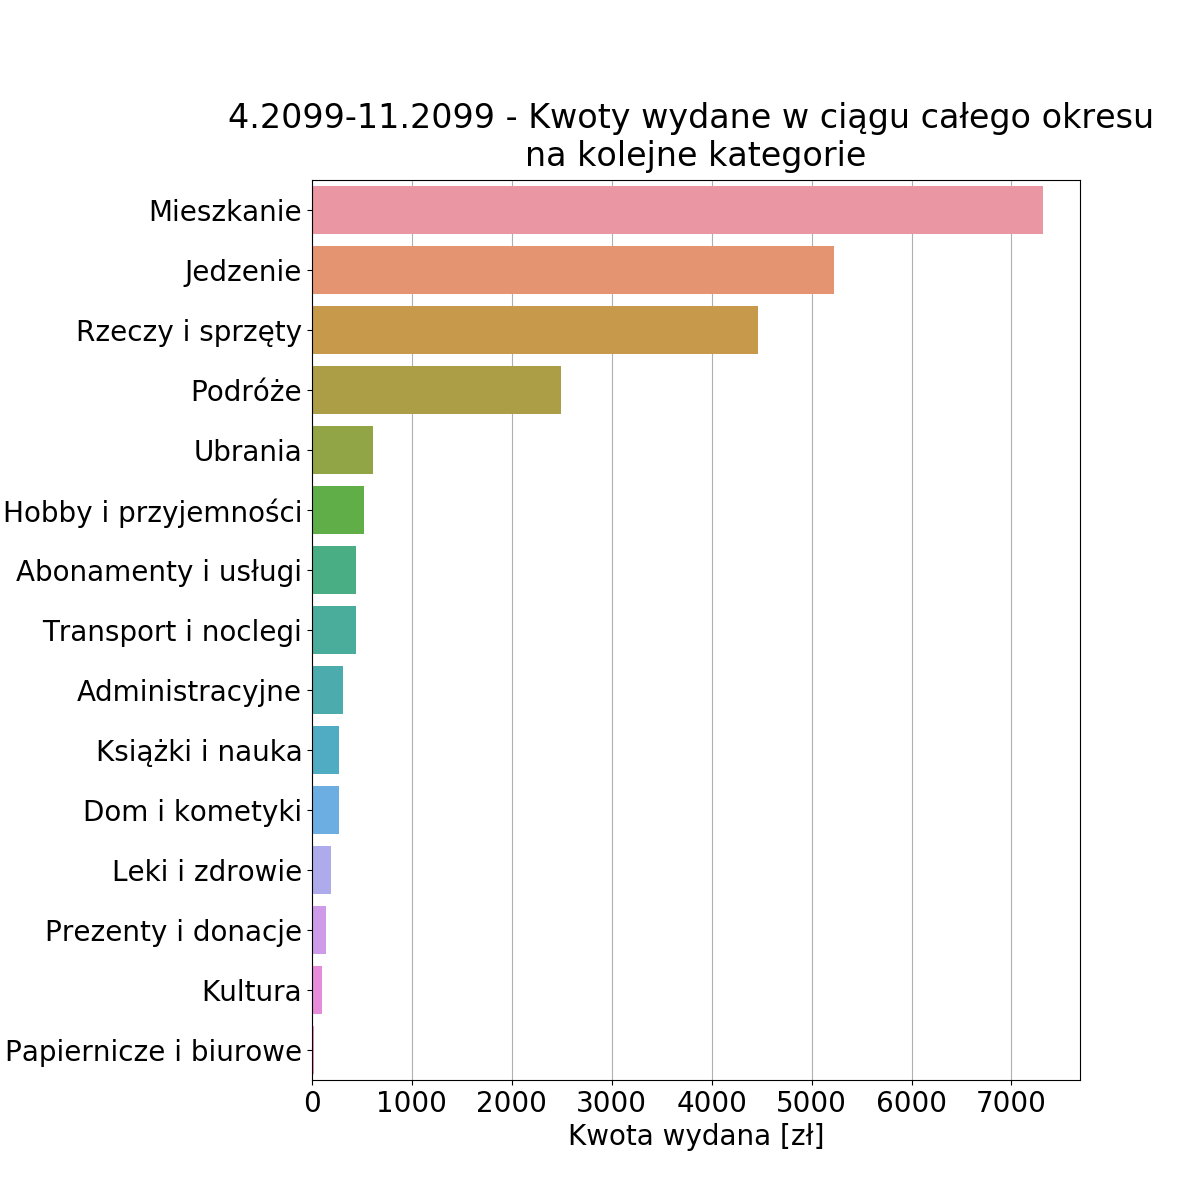 4.2099-11.2099 - Kwoty wydane w ciągu całego okresu
na kolejne kategorie
Mieszkanie
Jedzenie
Rzeczy i sprzęty
Podróże
Ubrania
Hobby i przyjemności
Abonamenty i usługi
Transport i noclegi
Administracyjne
Książki i nauka
Dom i kometyki
Leki i zdrowie
Prezenty i donacje
Kultura
Papiernicze i biurowe
0 1000 2000 3000 4000 5000 6000 7000
Kwota wydana [zł]